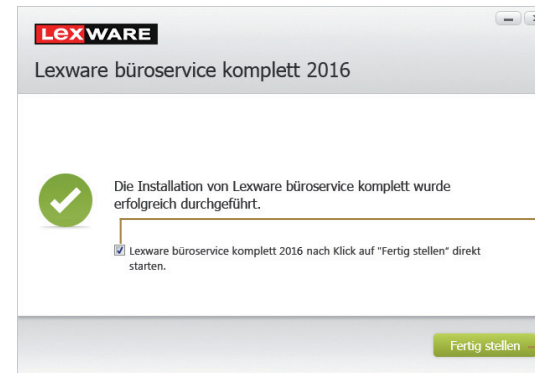 LEXWARE
Lexware büroservice komplett 2016
Die Installation von Lexware büroservice komplett wurde
erfolgreich durchgeführt.
Lexware büroservice komplett 2016 nach Klick auf "Fertig stellen" direkt
starten.
Fertig stellen